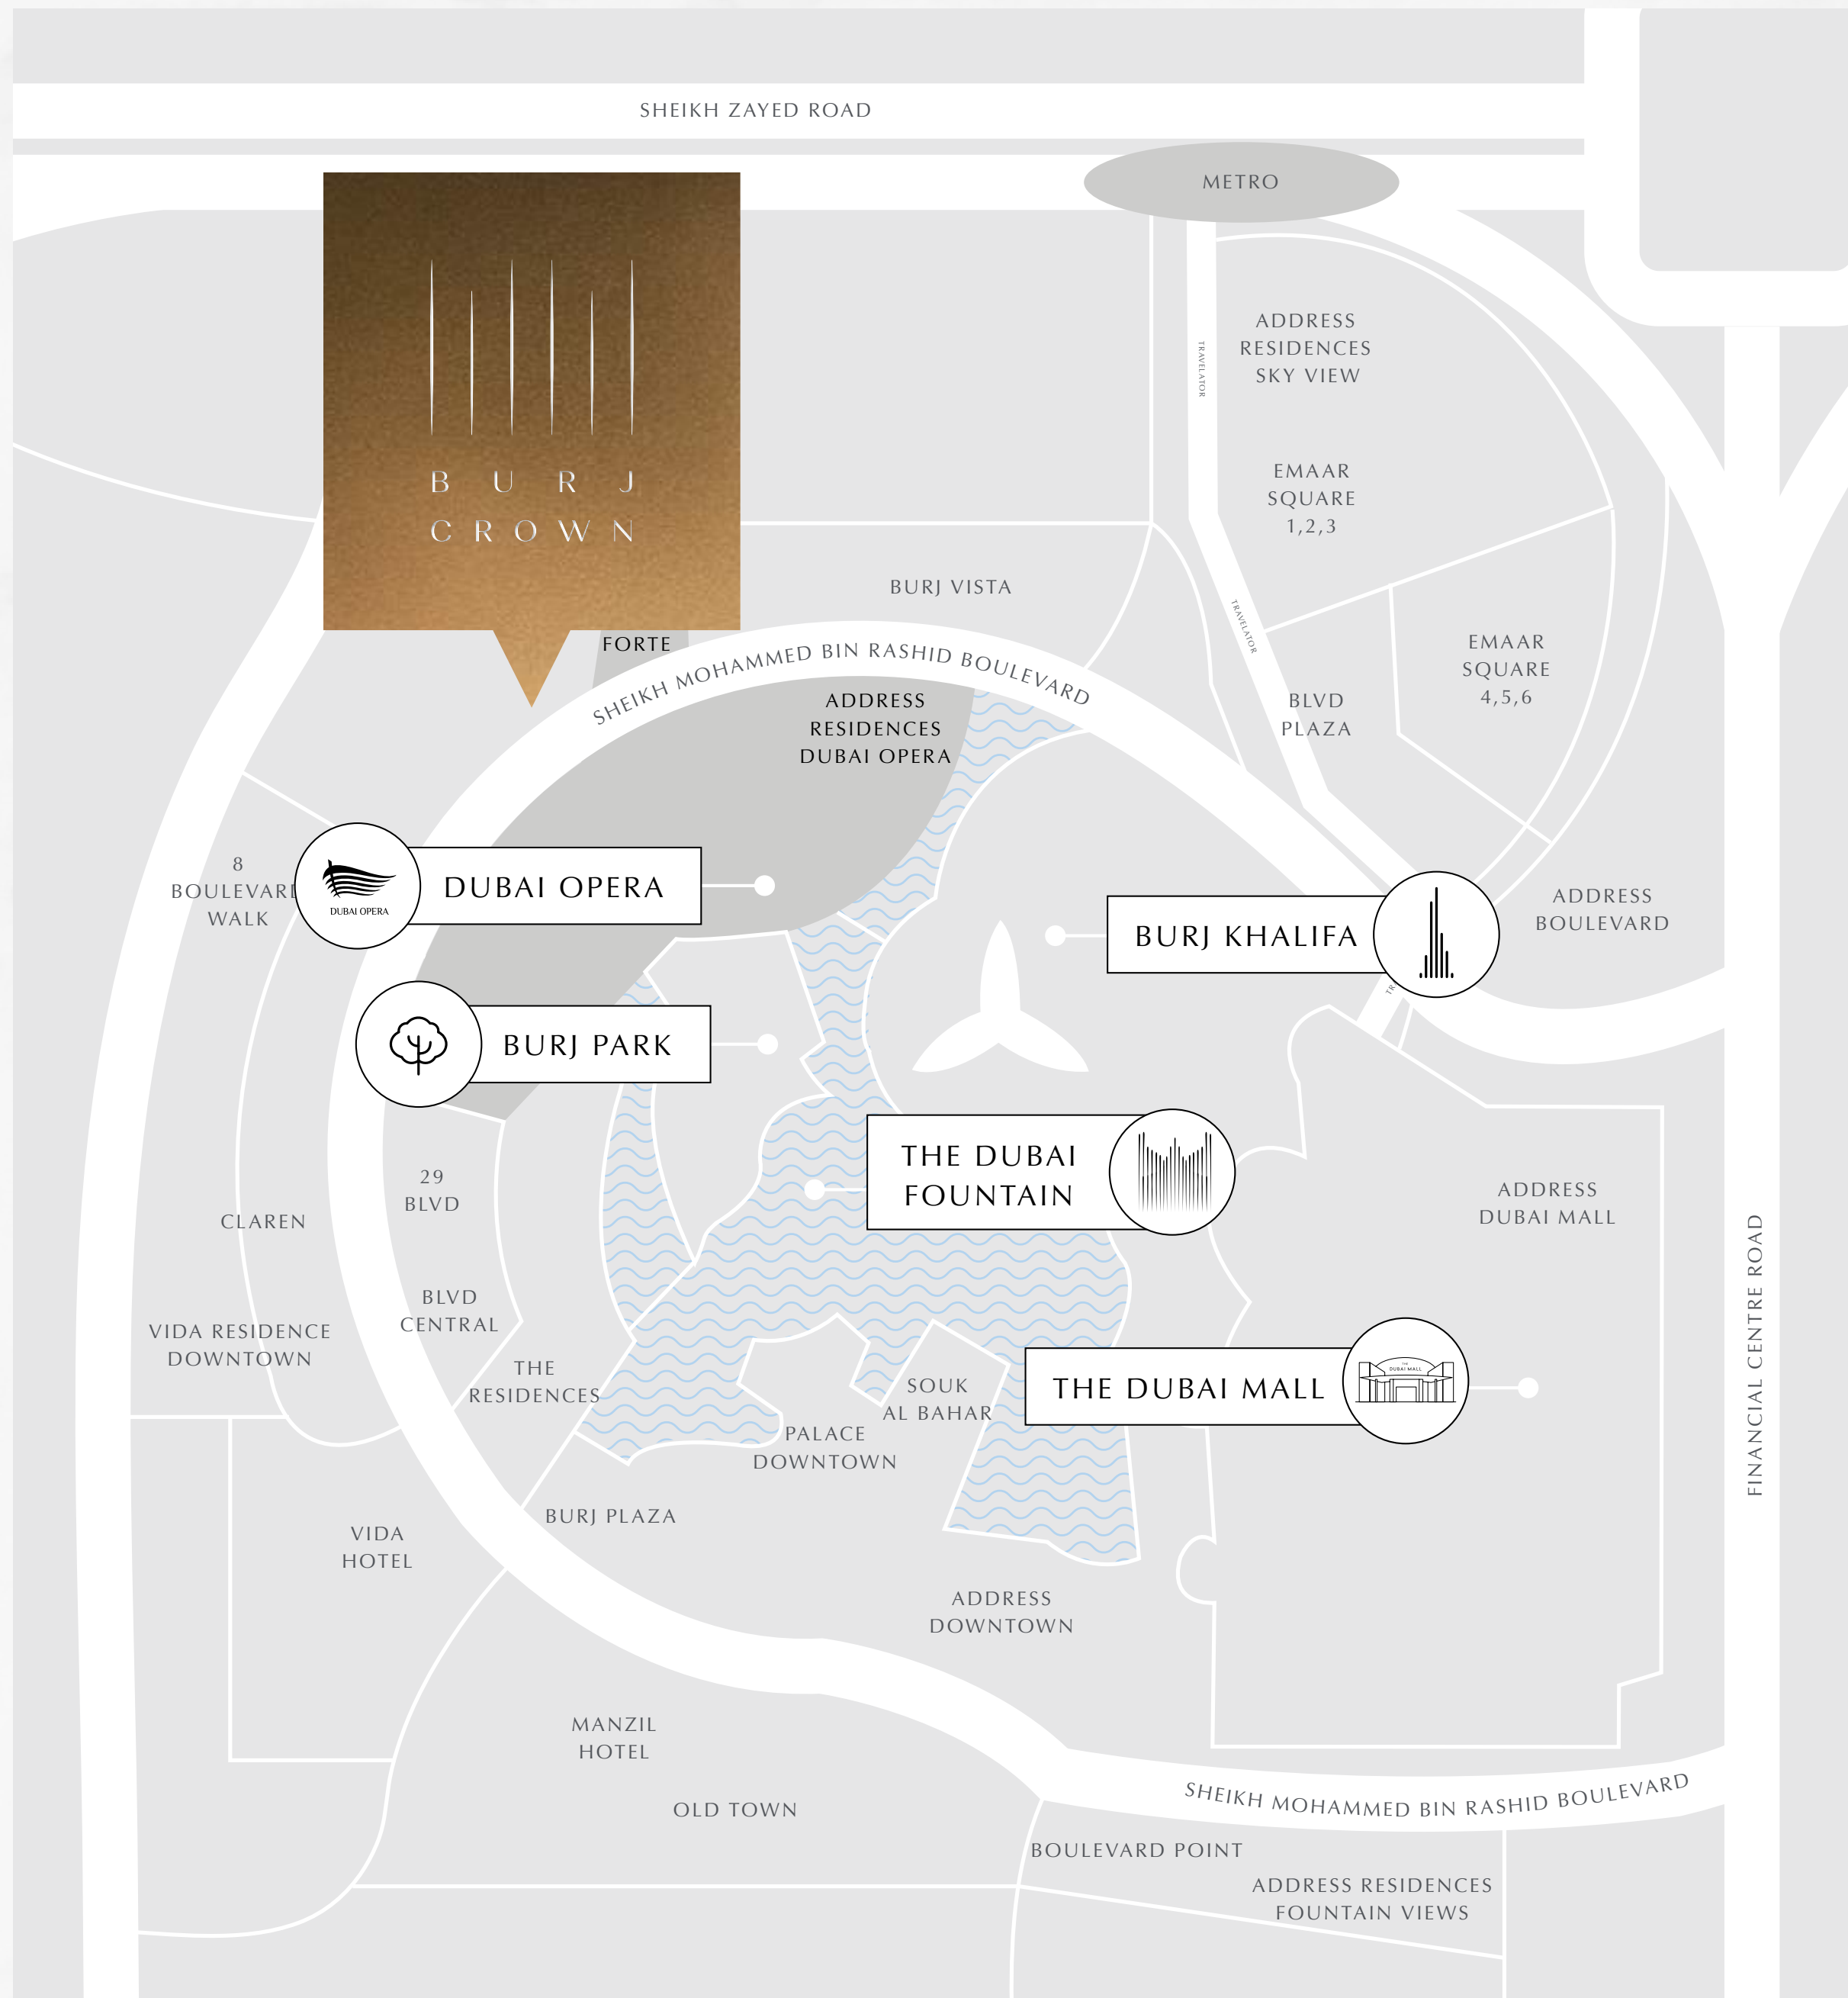 SHEIKH ZAYED ROAD
METRO
TRAVELATOR
ADDRESS
RESIDENCES
SKY VIEW
EMAAR
SQUARE
1,2,3
BURJ
CROWN
BURJ VISTA
TRAVELATOR
FORTE
SHEIKH MOHAMMED BIN RASHID BOULEVARD
EMAAR
SQUARE
4,5,6
ADDRESS
RESIDENCES
DUBAI OPERA
BLVD
PLAZA
8
BOULEVARD
WALK
DUBAI OPERA
DUBAI OPERA
BURJ KHALIFA
ADDRESS
BOULEVARD
BURJ PARK
THE DUBAI
FOUNTAIN
29
BLVD
CLAREN
ADDRESS
DUBAI MALL
BLVD
CENTRAL
VIDA RESIDENCE
DOWNTOWN
THE
RESIDENCES
SOUK
AL BAHAR
THE DUBAI MALL
THE
DUBAI MALL
FINANCIAL CENTRE ROAD
PALACE
DOWNTOWN
BURJ PLAZA
VIDA
HOTEL
ADDRESS
DOWNTOWN
MANZIL
HOTEL
OLD TOWN
SHEIKH MOHAMMED BIN RASHID BOULEVARD
BOULEVARD POINT
ADDRESS RESIDENCES
FOUNTAIN VIEWS